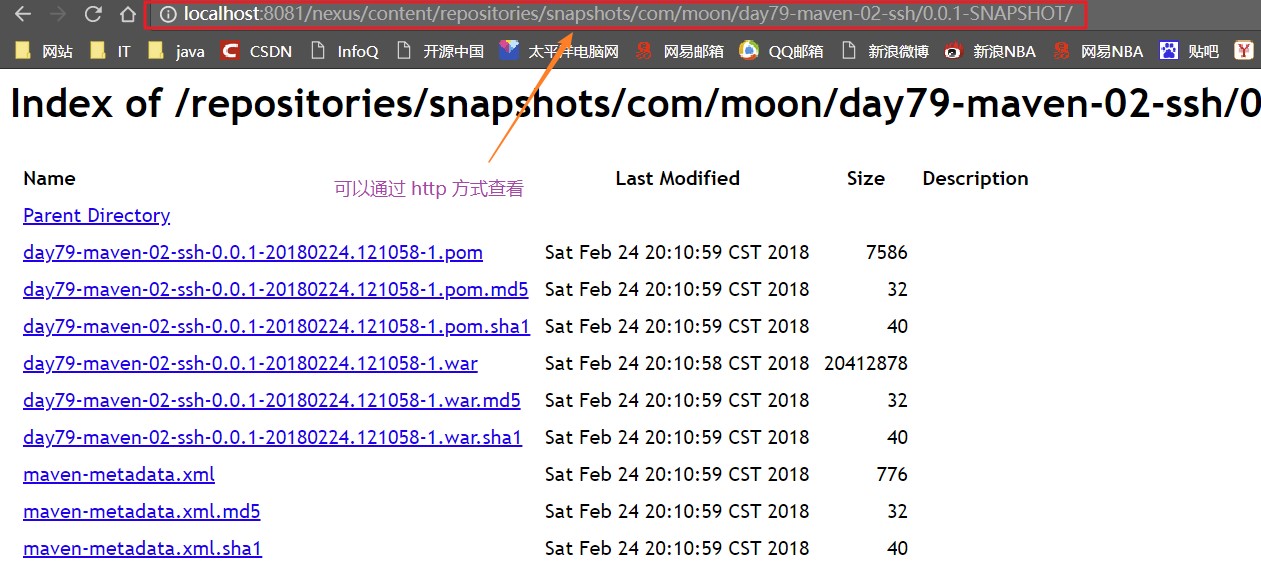 localhost:8081/nexus/content/repositories/snapshots/com/moon/day79-maven-02-ssh/0.0.1-SNAPSHOT/
网站 IT java CSDN InfoQ 开源中国 太平洋电脑网 网易邮箱 QQ邮箱 新浪微博 新浪NBA 网易NBA 贴吧
Index of /repositories/snapshots/com/moon/day79-maven-02-ssh/0
Name Last Modified Size Description
可以通过 http 方式查看
Parent Directory
day79-maven-02-ssh-0.0.1-20180224.121058-1.pom Sat Feb 24 20:10:59 CST 2018 7586
day79-maven-02-ssh-0.0.1-20180224.121058-1.pom.md5 Sat Feb 24 20:10:59 CST 2018 32
day79-maven-02-ssh-0.0.1-20180224.121058-1.pom.sha1 Sat Feb 24 20:10:59 CST 2018 40
day79-maven-02-ssh-0.0.1-20180224.121058-1.war Sat Feb 24 20:10:58 CST 2018 20412878
day79-maven-02-ssh-0.0.1-20180224.121058-1.war.md5 Sat Feb 24 20:10:59 CST 2018 32
day79-maven-02-ssh-0.0.1-20180224.121058-1.war.sha1 Sat Feb 24 20:10:59 CST 2018 40
maven-metadata.xml Sat Feb 24 20:10:59 CST 2018 776
maven-metadata.xml.md5 Sat Feb 24 20:10:59 CST 2018 32
maven-metadata.xml.sha1 Sat Feb 24 20:10:59 CST 2018 40